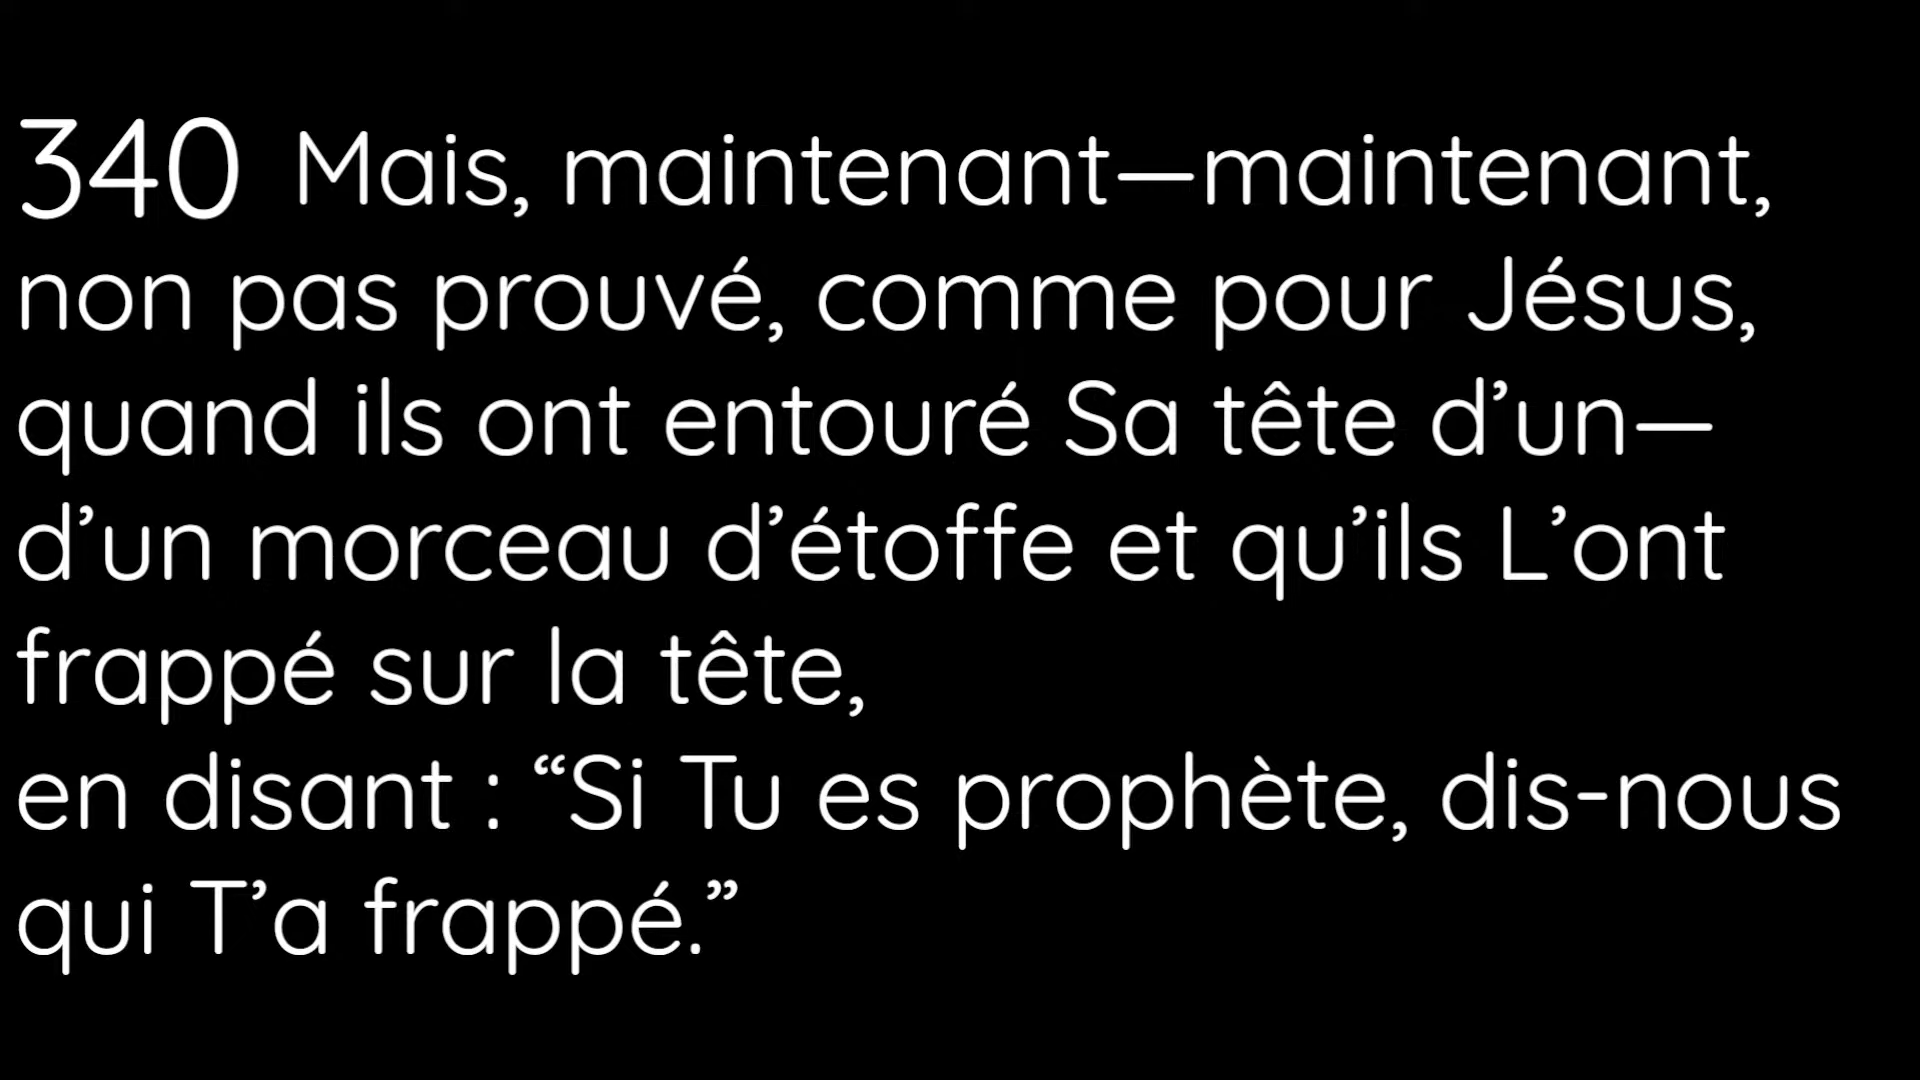 340 Mais, maintenant—maintenant,
non pas prouvé, comme pour Jésus,
quand ils ont entouré Sa tête d’un—
d’un morceau d’étoffe et qu’ils L’ont
frappé sur la tête,
en disant : “Si Tu es prophète, dis-nous
qui T’a frappé.”